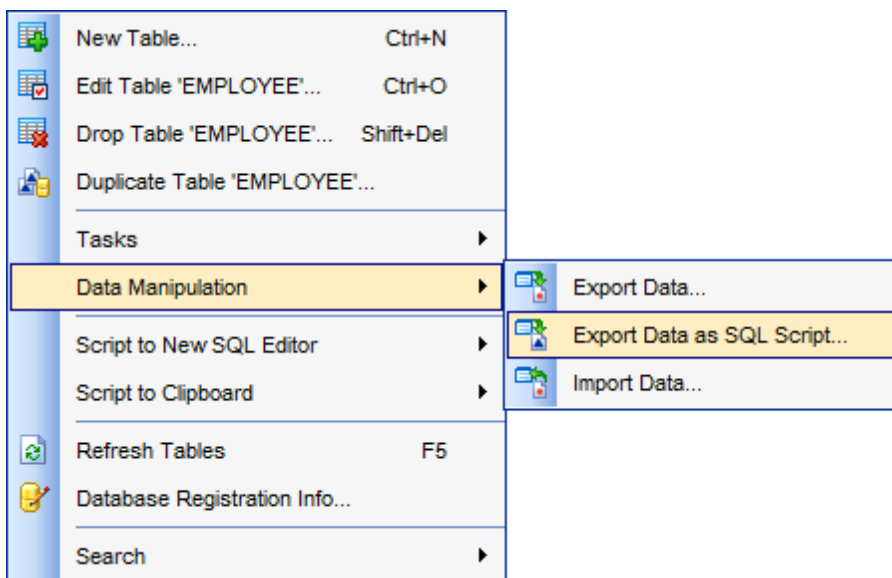 New Table... Ctrl+N
Edit Table 'EMPLOYEE'... Ctrl+O
Drop Table 'EMPLOYEE'... Shift+Del
Duplicate Table 'EMPLOYEE'...
Tasks
Data Manipulation
Export Data...
Export Data as SQL Script...
Import Data...
Script to New SQL Editor
Script to Clipboard
Refresh Tables F5
Database Registration Info...
Search